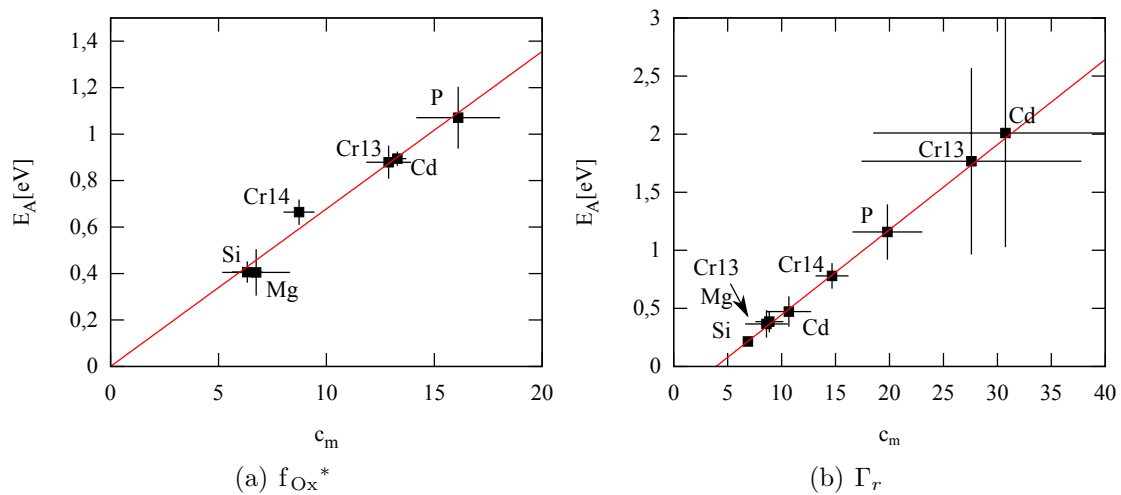 1,4
1,2
1
0,8
0,6
0,4
0,2
0
E_A[eV]
P
Cr13
Cd
Cr14
Si
Mg
0 5 10 15 20
c_m
(a) f_Ox*
3
2,5
2
1,5
1
0,5
0
E_A[eV]
Cd
Cr13
P
Cr14
Cr13
Mg
Si
Cd
0 5 10 15 20 25 30 35 40
c_m
(b) Γ_r